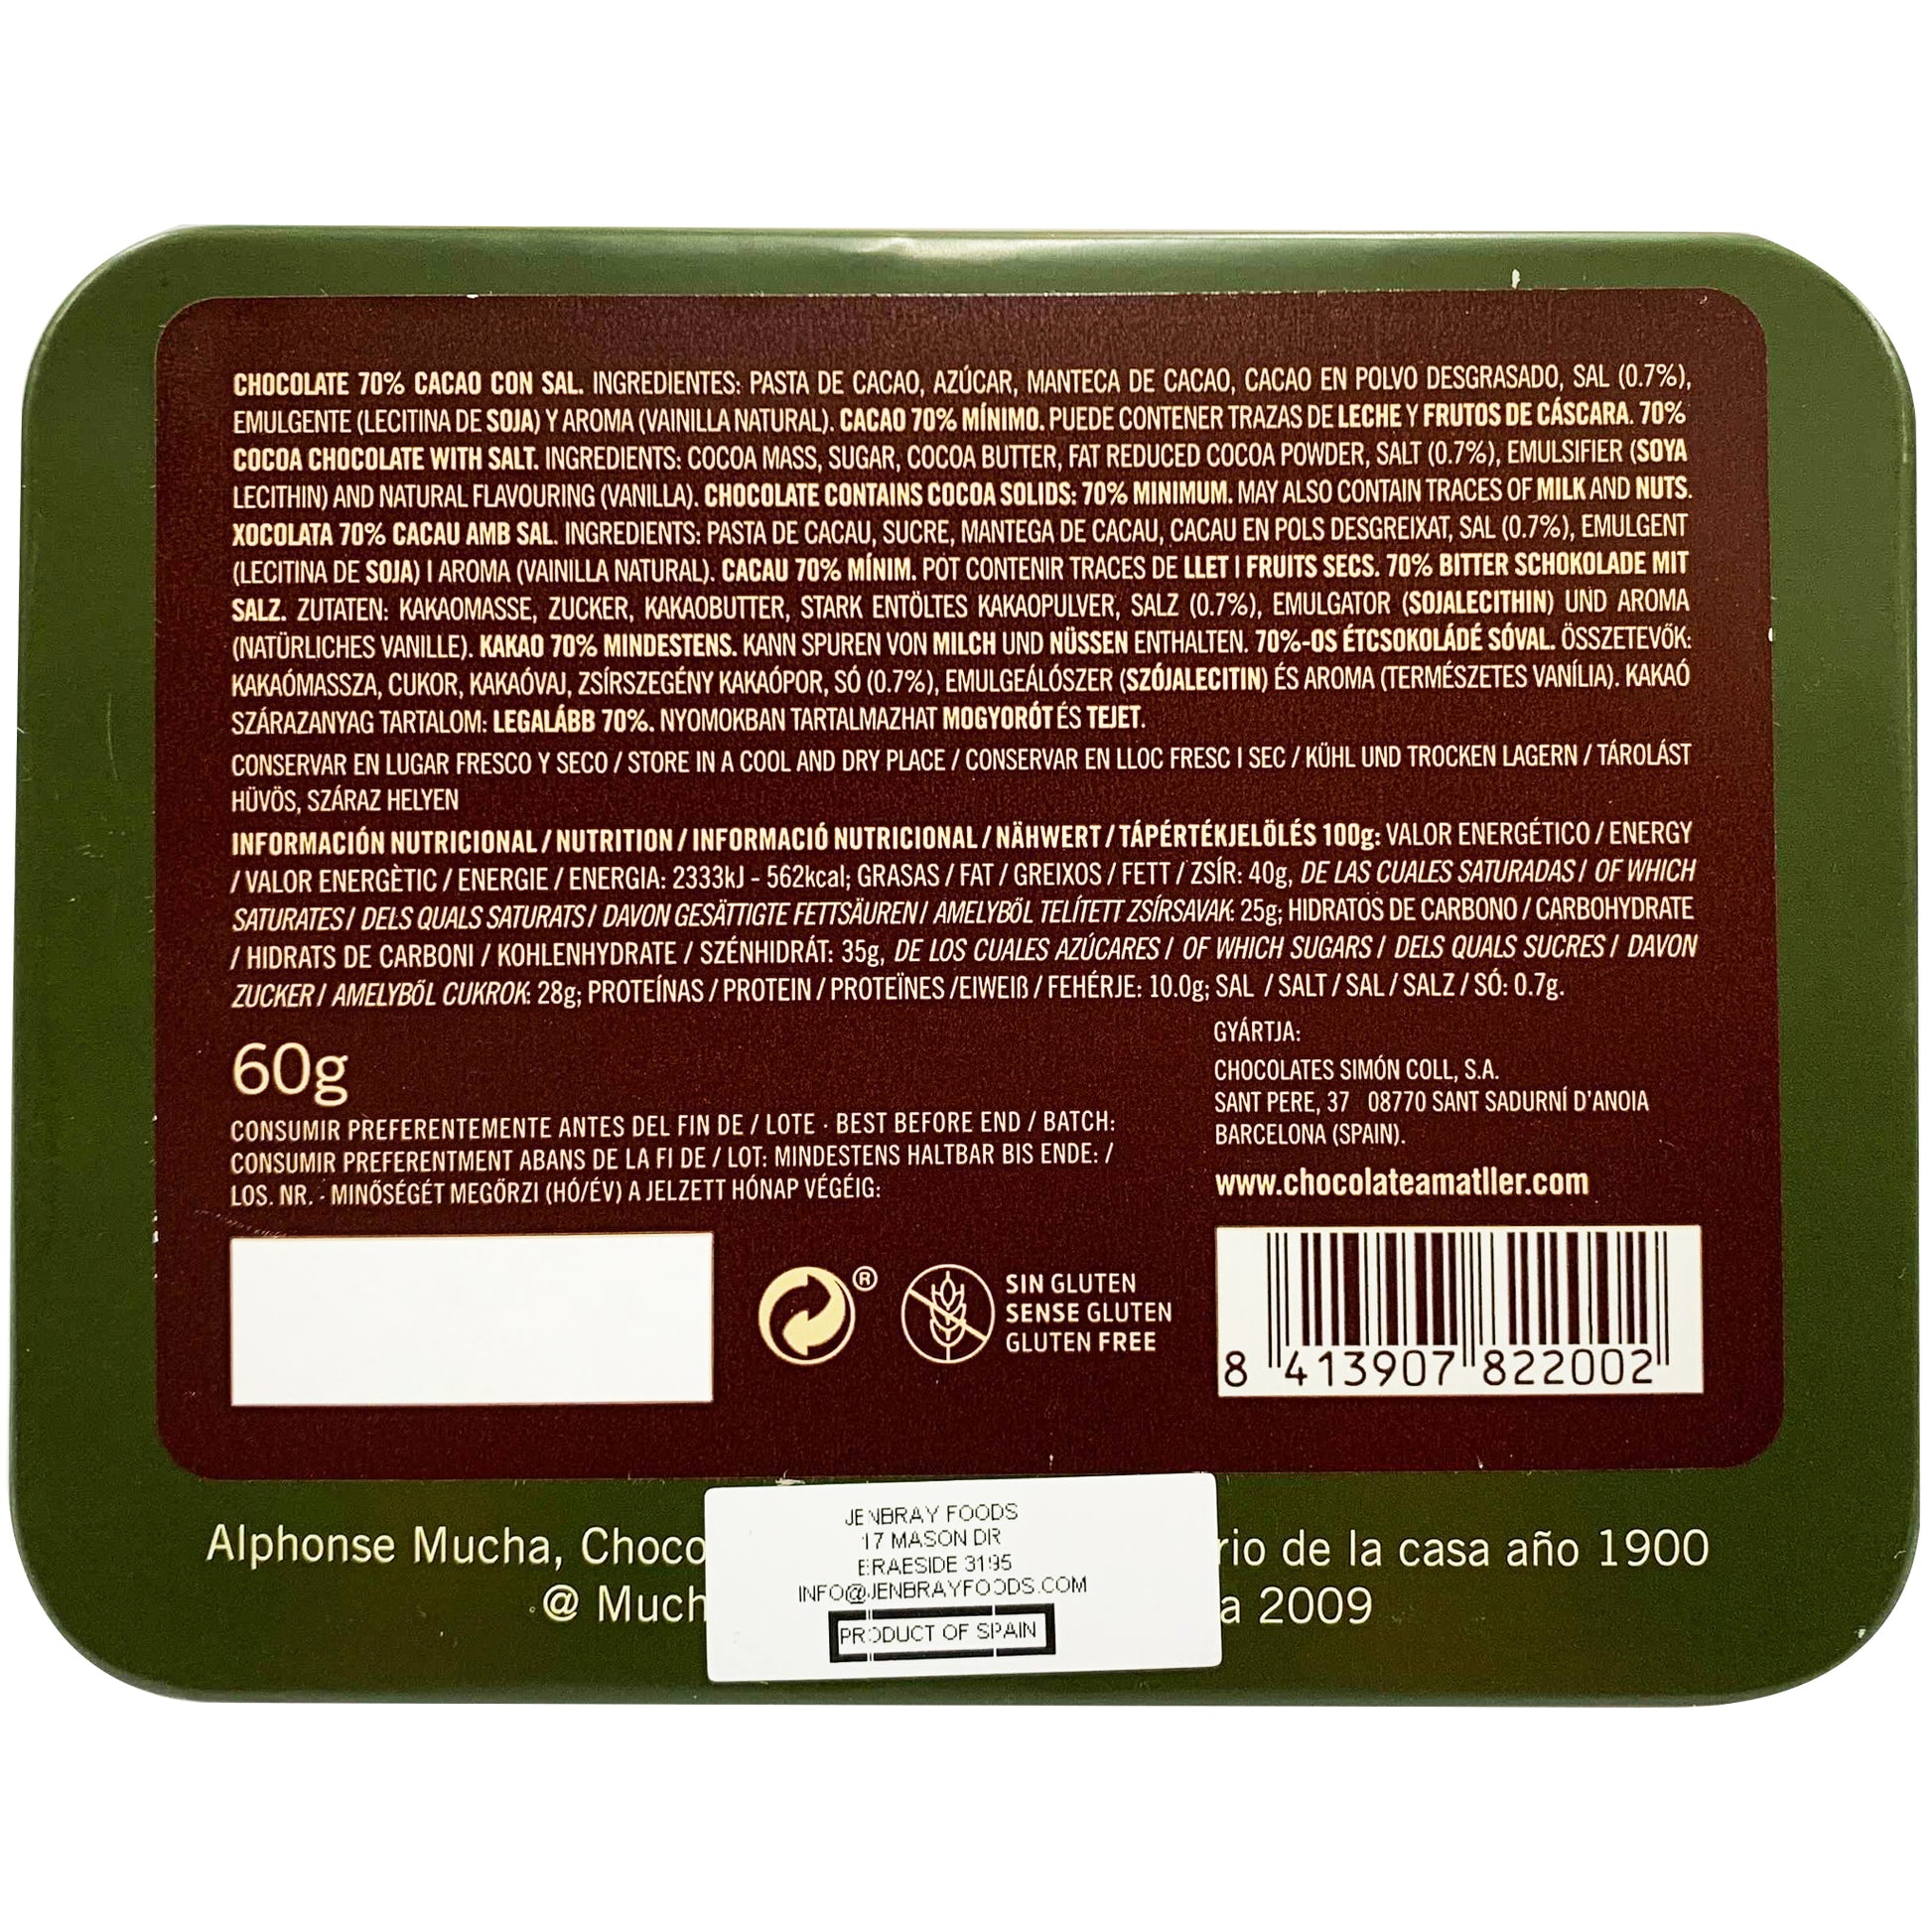 CHOCOLATE 70% CACAO CON SAL. INGREDIENTES: PASTA DE CACAO, AZÚCAR, MANTECA DE CACAO, CACAO EN POLVO DESGRASADO, SAL (0.7%),
EMULGENTE (LECITINA DE SOJA) Y AROMA (VAINILLA NATURAL). CACAO 70% MÍNIMO. PUEDE CONTENER TRAZAS DE LECHE Y FRUTOS DE CÁSCARA. 70%
COCOA CHOCOLATE WITH SALT. INGREDIENTS: COCOA MASS, SUGAR, COCOA BUTTER, FAT REDUCED COCOA POWDER, SALT (0.7%), EMULSIFIER (SOYA
LECITHIN) AND NATURAL FLAVOURING (VANILLA). CHOCOLATE CONTAINS COCOA SOLIDS: 70% MINIMUM. MAY ALSO CONTAIN TRACES OF MILK AND NUTS.
XOCOLATA 70% CACAU AMB SAL. INGREDIENTS: PASTA DE CACAU, SUCRE, MANTEGA DE CACAU, CACAU EN POLS DESGREIXAT, SAL (0.7%), EMULGENT
(LECITINA DE SOJA) I AROMA (VAINILLA NATURAL). CACAU 70% MÍNIM. POT CONTENIR TRACES DE LLET I FRUITS SECS. 70% BITTER SCHOKOLADE MIT
SALZ. ZUTATEN: KAKAOMASSE, ZUCKER, KAKAOBUTTER, STARK ENTÖLTES KAKAOPULVER, SALZ (0.7%), EMULGATOR (SOJALECITHIN) UND AROMA
(NATÜRLICHES VANILLE). KAKAO 70% MINDESTENS. KANN SPUREN VON MILCH UND NÜSSEN ENTHALTEN. 70%-OS ÉTCSOKOLÁDÉ SÓVAL. ÖSSZETEVŐK:
KAKAÓMASSZA, CUKOR, KAKAÓVAJ, ZSÍRSZEGÉNY KAKAÓPOR, SÓ (0.7%), EMULGEÁLÓSZER (SZÓJALECITIN) ÉS AROMA (TERMÉSZETES VANÍLIA). KAKAÓ
SZÁRAZANYAG TARTALOM: LEGALÁBB 70%. NYOMOKBAN TARTALMAZHAT MOGYORÓT ÉS TEJET.
CONSERVAR EN LUGAR FRESCO Y SECO / STORE IN A COOL AND DRY PLACE / CONSERVAR EN LLOC FRESC I SEC / KÜHL UND TROCKEN LAGERN / TÁROLÁST
HÜVÖS, SZÁRAZ HELYEN
INFORMACIÓN NUTRICIONAL / NUTRITION / INFORMACIÓ NUTRICIONAL / NÄHWERT / TÁPÉRTÉKJELÖLÉS 100g: VALOR ENERGÉTICO / ENERGY
/ VALOR ENERGÈTIC / ENERGIE / ENERGIA: 2333kJ - 562kcal; GRASAS / FAT / GREIXOS / FETT / ZSÍR: 40g, DE LAS CUALES SATURADAS / OF WHICH
SATURATES / DELS QUALS SATURATS / DAVON GESÄTTIGTE FETTSÄUREN / AMELYBŐL TELÍTETT ZSÍRSAVAK: 25g; HIDRATOS DE CARBONO / CARBOHYDRATE
/ HIDRATS DE CARBONI / KOHLENHYDRATE / SZÉNHIDRÁT: 35g, DE LOS CUALES AZÚCARES / OF WHICH SUGARS / DELS QUALS SUCRES / DAVON
ZUCKER / AMELYBŐL CUKROK: 28g; PROTEÍNAS / PROTEIN / PROTEÏNES /EIWEIß / FEHÉRJE: 10.0g; SAL / SALT / SAL / SALZ / SÓ: 0.7g.
60g
CONSUMIR PREFERENTEMENTE ANTES DEL FIN DE / LOTE · BEST BEFORE END / BATCH:
CONSUMIR PREFERENTMENT ABANS DE LA FI DE / LOT: MINDESTENS HALTBAR BIS ENDE: /
LOS. NR. · MINŐSÉGÉT MEGŐRZI (HÓ/ÉV) A JELZETT HÓNAP VÉGÉIG:
GYÁRTJA:
CHOCOLATES SIMÓN COLL, S.A.
SANT PERE, 37 08770 SANT SADURNÍ D'ANOIA
BARCELONA (SPAIN).
www.chocolateamatller.com
®
SIN GLUTEN
SENSE GLUTEN
GLUTEN FREE
8 413907 822002
Alphonse Mucha, Choco rio de la casa año 1900
@ Much a 2009
JENBRAY FOODS
17 MASON DR
BRAESIDE 3195
INFO@JENBRAYFOODS.COM
PRODUCT OF SPAIN